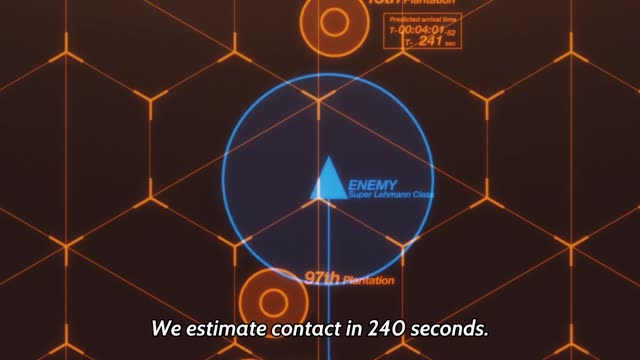 Plantation
Predicted arrival time
T-00:04:01.52
T- 241 sec
ENEMY
Super Lehmann Class
97th Plantation
We estimate contact in 240 seconds.